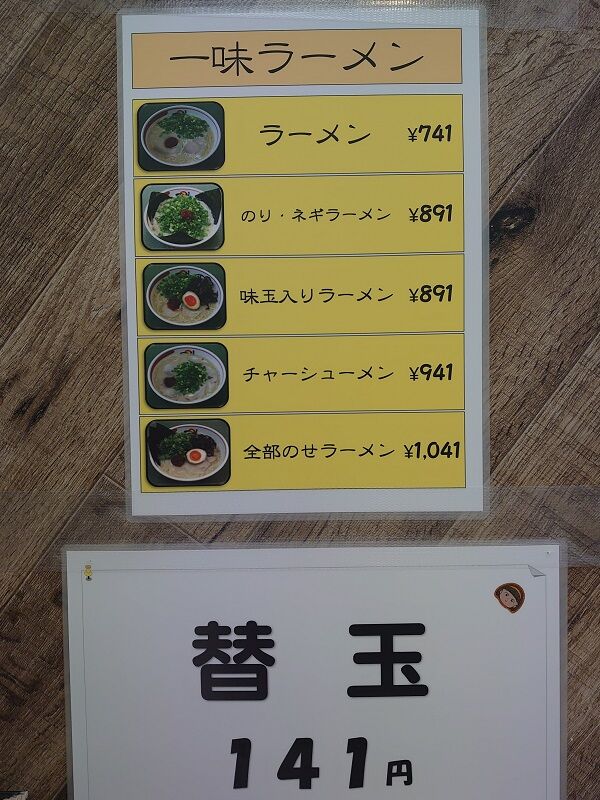 一味ラーメン
ラーメン ¥741
のり・ネギラーメン ¥891
味玉入りラーメン ¥891
チャーシューメン ¥941
全部のせラーメン ¥1,041
替玉
141円